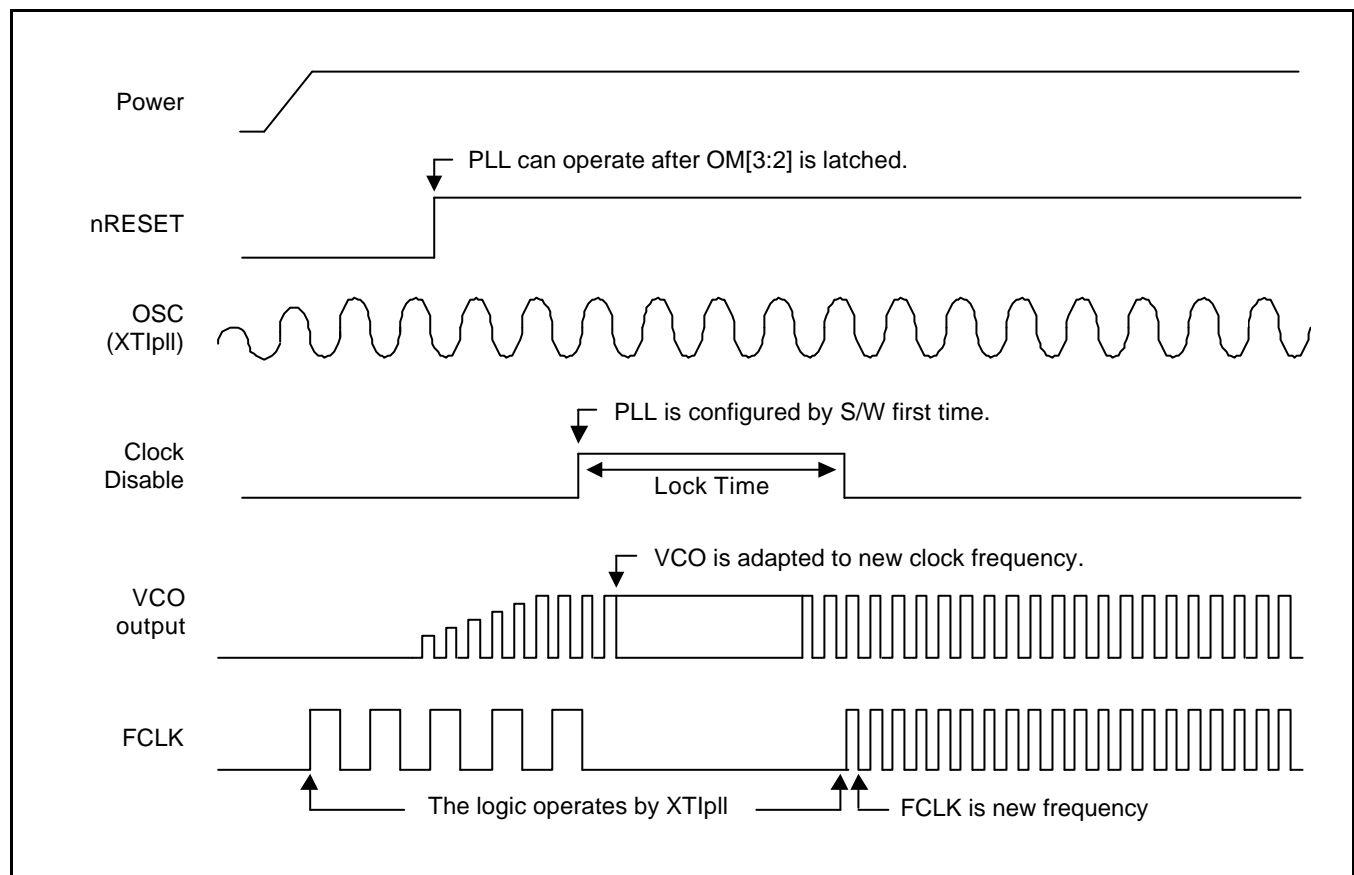 Power
PLL can operate after OM[3:2] is latched.
nRESET
OSC
(XTIpll)
PLL is configured by S/W first time.
Clock
Disable
Lock Time
VCO is adapted to new clock frequency.
VCO
output
FCLK
The logic operates by XTIpll
FCLK is new frequency